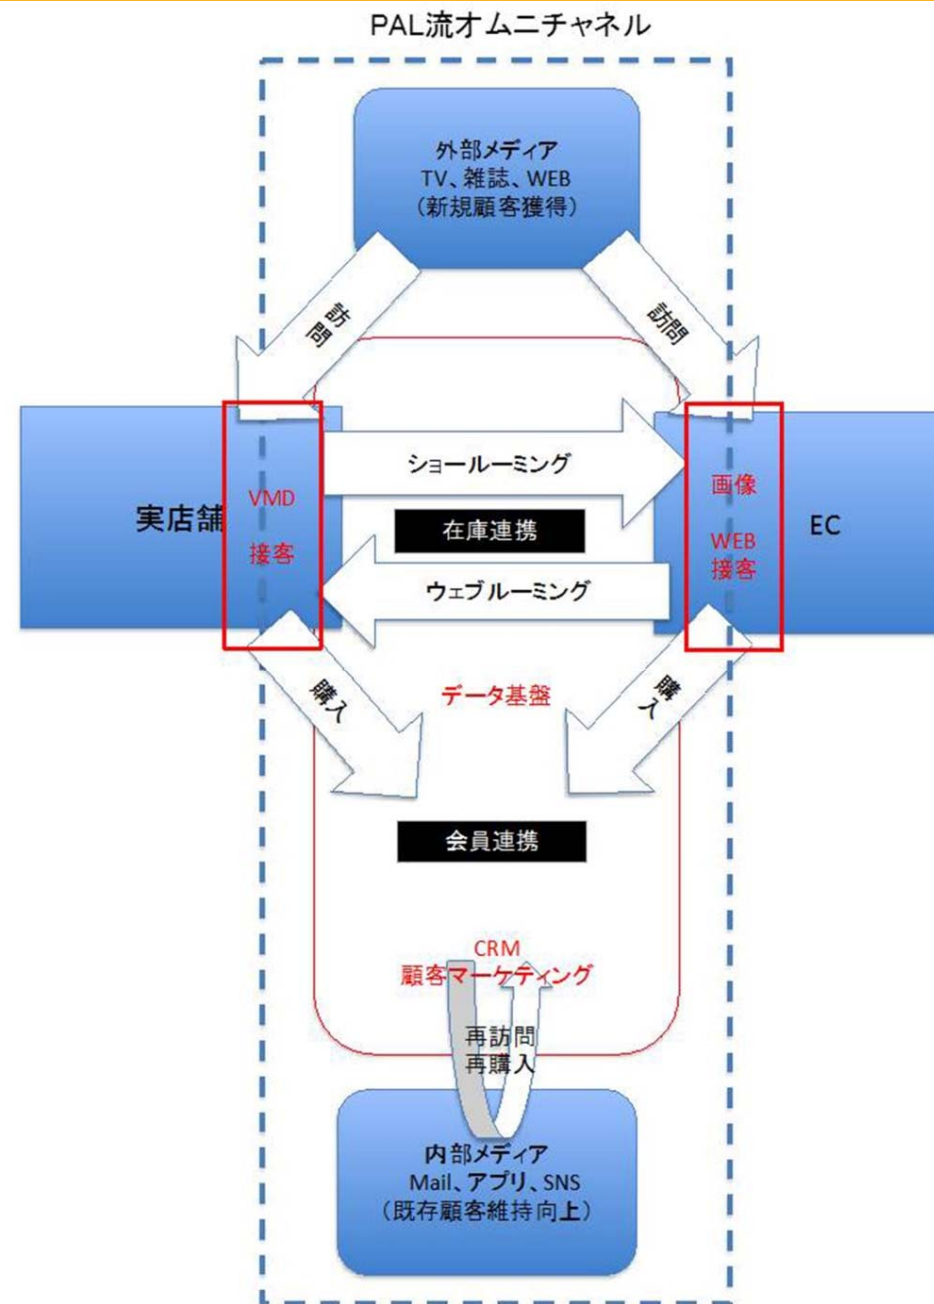 PAL流オムニチャネル
外部メディア
TV、雑誌、WEB
（新規顧客獲得）
訪問
訪問
ショールーミング
実店舗
VMD
接客
在庫連携
画像
WEB
接客
EC
ウェブルーミング
購入
データ基盤
購入
会員連携
CRM
顧客マーケティング
再訪問
再購入
内部メディア
Mail、アプリ、SNS
（既存顧客維持向上）